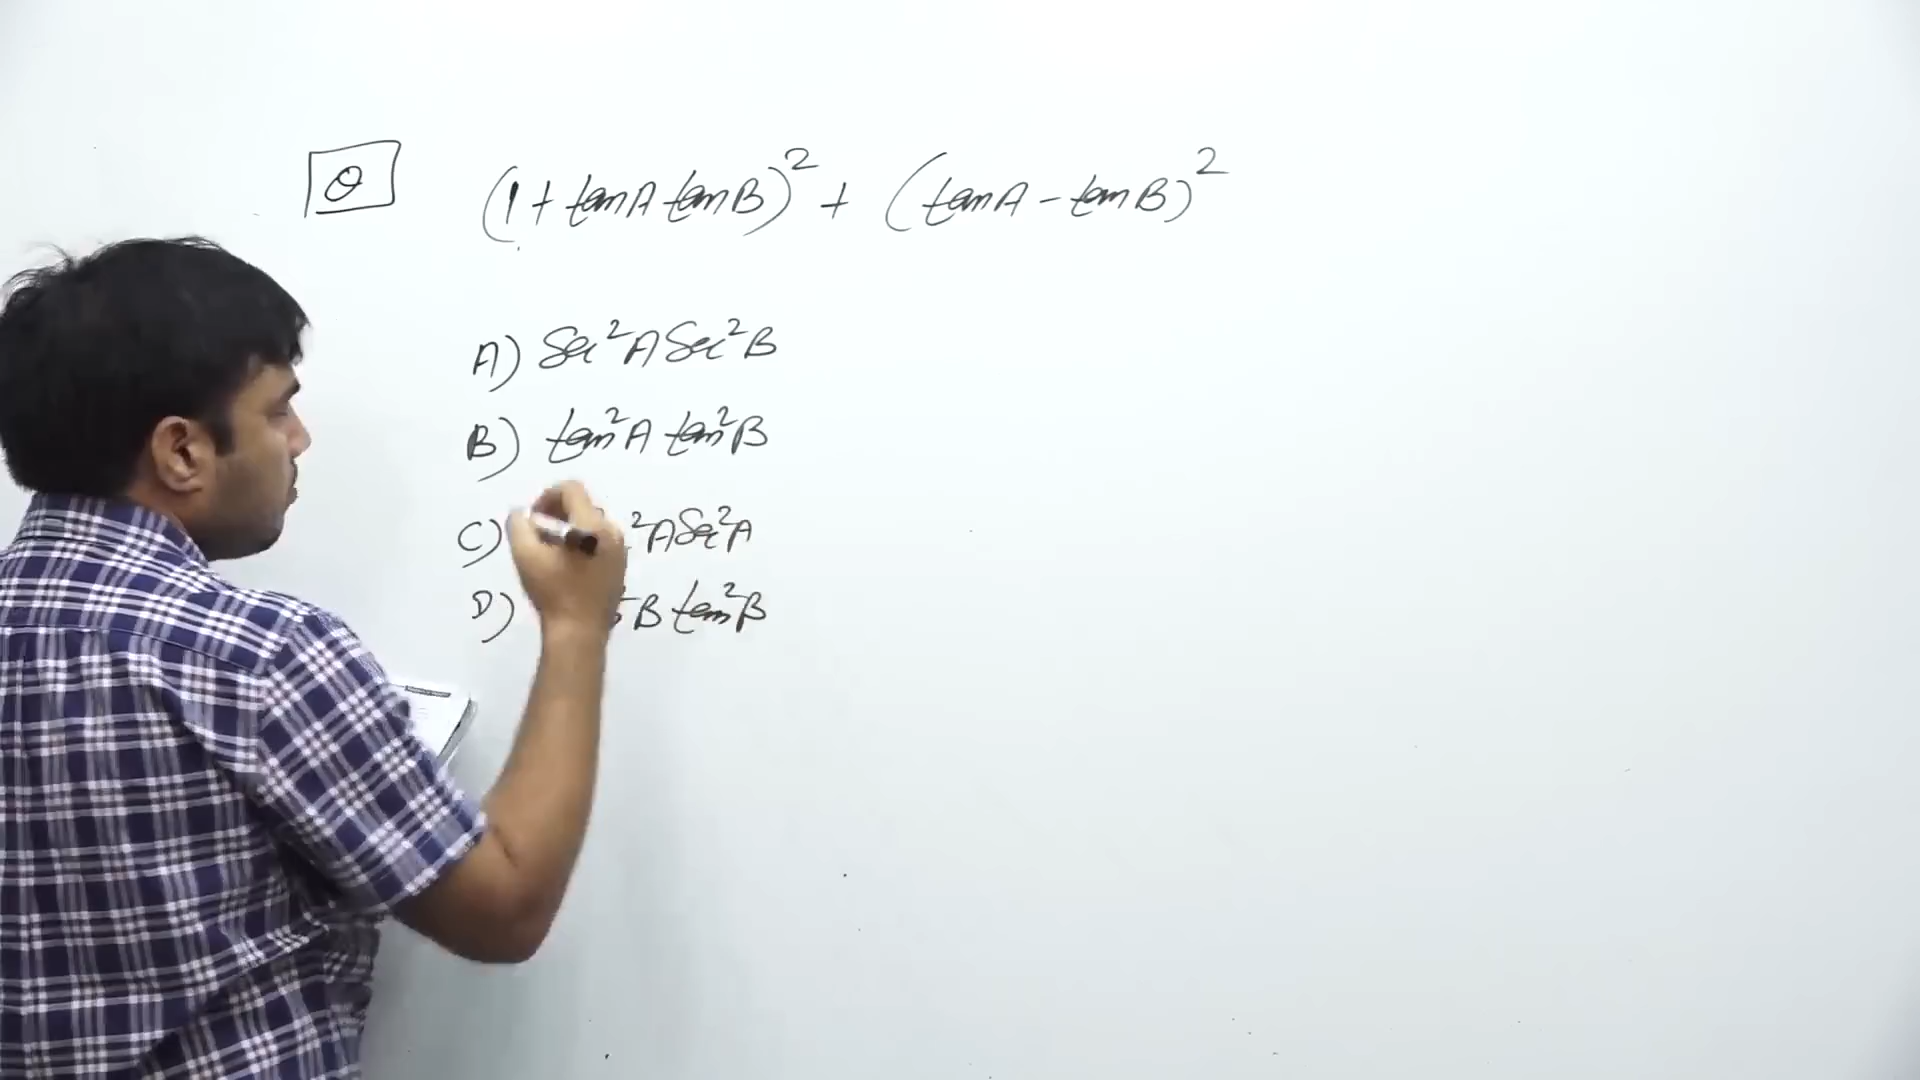 Q (1 + tanA tanB)² + (tanA - tanB)²
A) Sec²A Sec²B
B) tan²A tan²B
C) ²A Sec²A
D) B tan²B